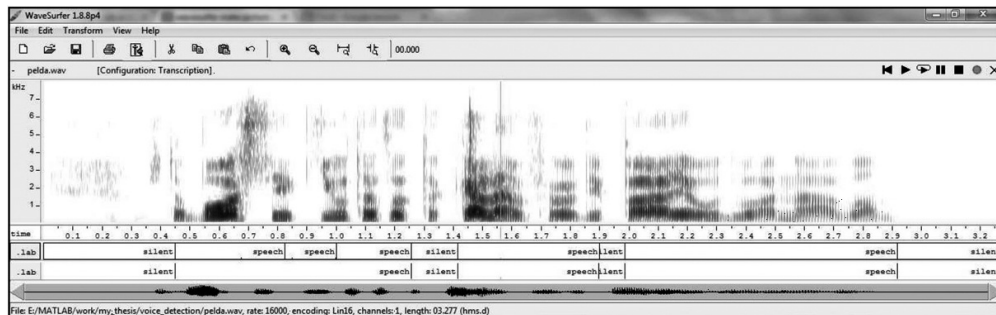 WaveSurfer 1.8.8p4
File Edit Transform View Help
00.000
- pelda.wav [Configuration: Transcription].
kHz
7
6
5
4
3
2
1
time 0.1 0.2 0.3 0.4 0.5 0.6 0.7 0.8 0.9 1.0 1.1 1.2 1.3 1.4 1.5 1.6 1.7 1.8 1.9 2.0 2.1 2.2 2.3 2.4 2.5 2.6 2.7 2.8 2.9 3.0 3.1 3.2
.lab silent speech speech speech silent speech ilent speech silen
.lab silent speech silent speech ilent speech silen
File: E:/MATLAB/work/my_thesis/voice_detection/pelda.wav, rate: 16000, encoding: Lin16, channels: 1, length: 03.277 (hms.d)